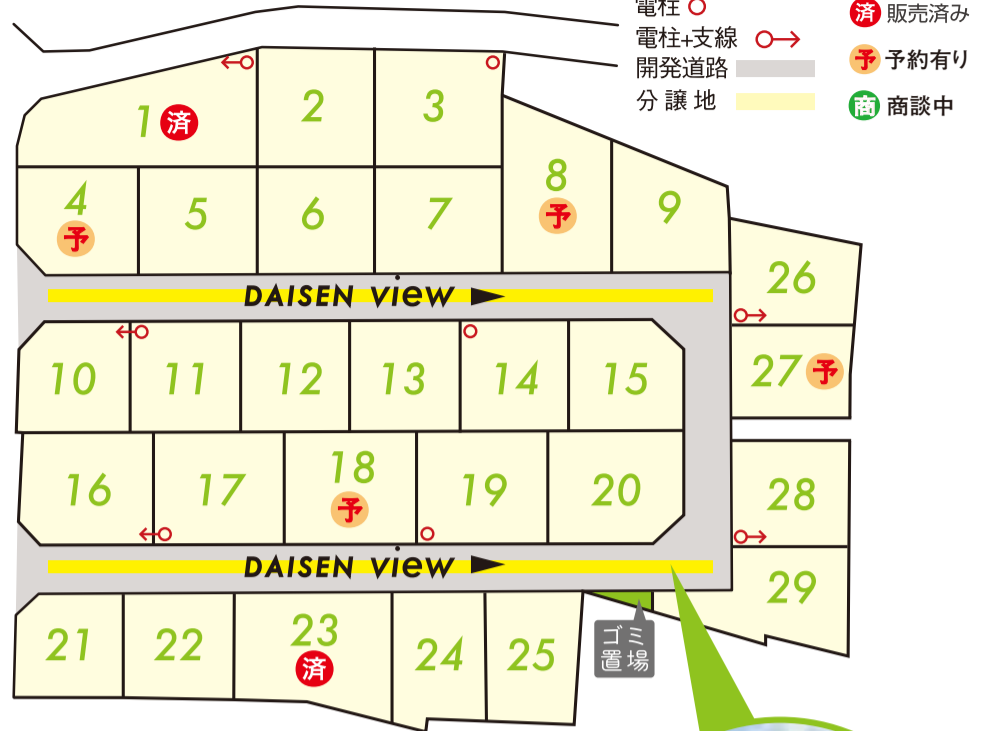 電柱
電柱+支線
開発道路
分譲地
済 販売済み
予 予約有り
商 商談中
1 済
2
3
4
予
5
6
7
8
予
9
DAISEN view
26
27 予
10
11
12
13
14
15
16
17
18
予
19
20
28
29
DAISEN view
21
22
23
済
24
25
ゴミ
置場